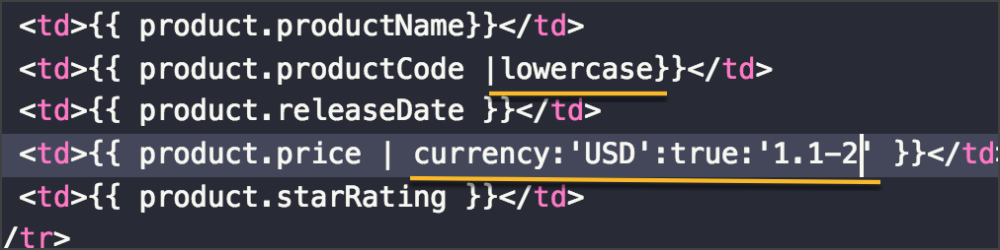 <td>{{ product.productName}}</td>
<td>{{ product.productCode |lowercase}}</td>
<td>{{ product.releaseDate }}</td>
<td>{{ product.price | currency:'USD':true:'1.1-2' }}</td
<td>{{ product.starRating }}</td>
/tr>